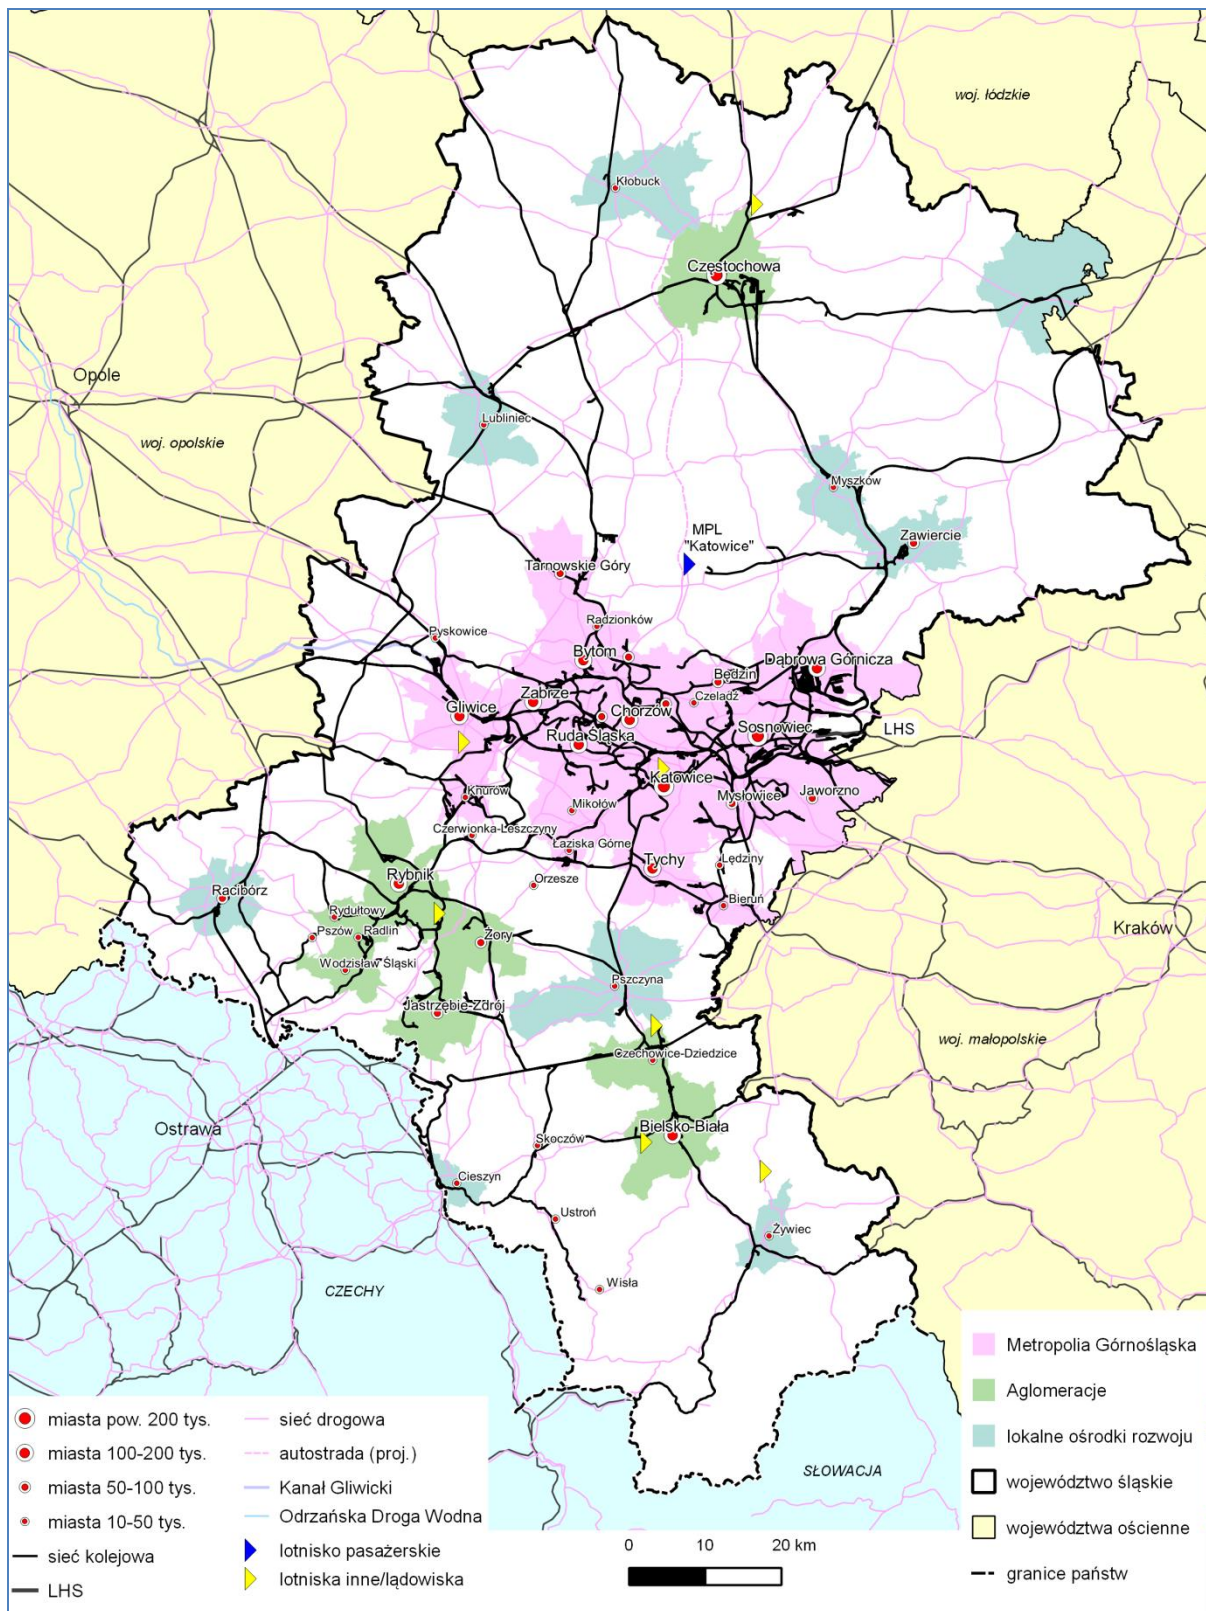 woj. łódzkie
Kłobuck
Częstochowa
Opole
woj. opolskie
Lubliniec
Myszków
Zawiercie
MPL
"Katowice"
Tarnowskie Góry
Radzionków
Pyskowice
Bytom
Dąbrowa Górnicza
Będzin
Zabrze
Czeladź
Gliwice
Chorzów
Sosnowiec
LHS
Ruda Śląska
Katowice
Knurów
Mysłowice
Jaworzno
Mikołów
Czerwionka-Leszczyny
Łaziska Górne
Tychy
Lędziny
Rybnik
Orzesze
Racibórz
Bieruń
Rydułtowy
Kraków
Pszów
Radlin
Żory
Wodzisław Śląski
Pszczyna
Jastrzębie-Zdrój
woj. małopolskie
Czechowice-Dziedzice
Ostrawa
Bielsko-Biała
Skoczów
Cieszyn
Ustroń
Żywiec
Wisła
CZECHY
SŁOWACJA
Metropolia Górnośląska
Aglomeracje
lokalne ośrodki rozwoju
województwo śląskie
województwa ościenne
granice państw
miasta pow. 200 tys.
miasta 100-200 tys.
miasta 50-100 tys.
miasta 10-50 tys.
sieć kolejowa
LHS
sieć drogowa
autostrada (proj.)
Kanał Gliwicki
Odrzańska Droga Wodna
lotnisko pasażerskie
lotniska inne/lądowiska
0 10 20 km